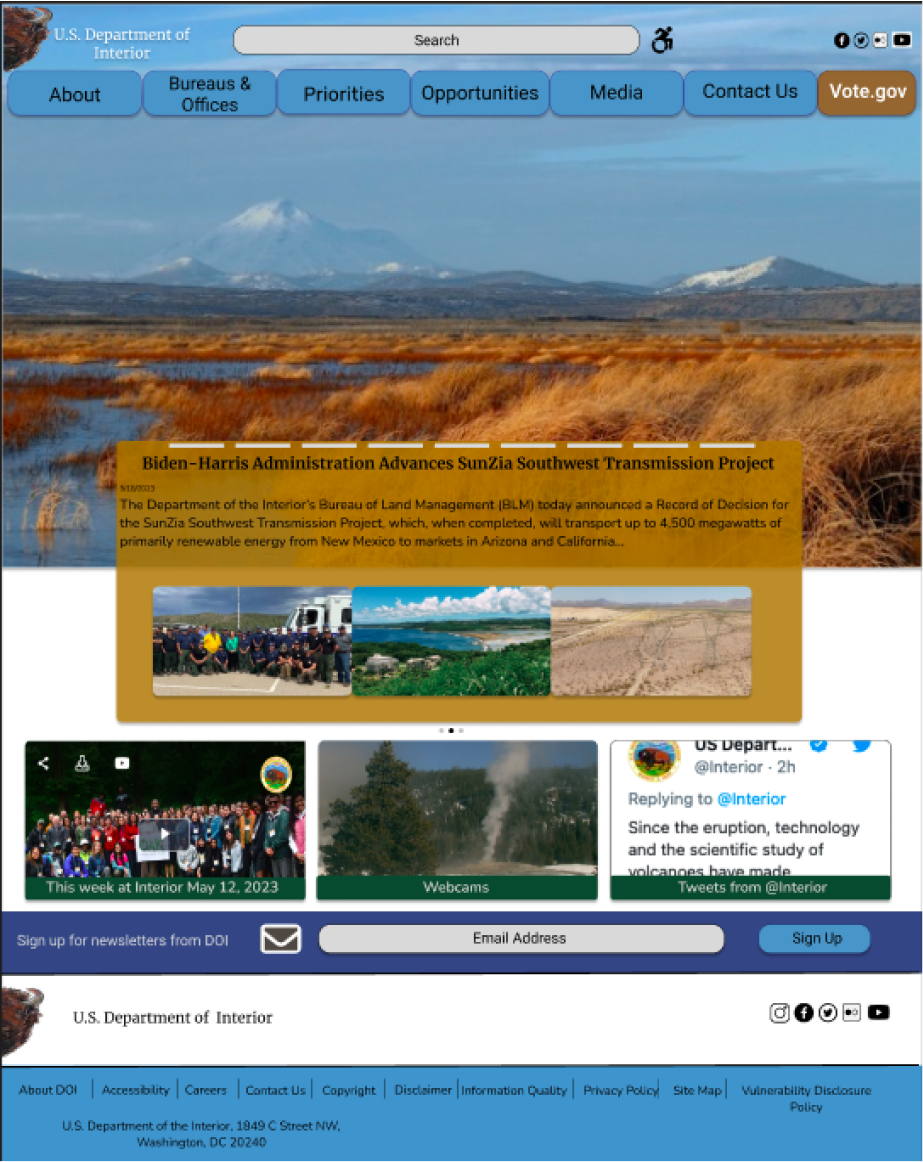 U.S. Department of
Interior
Search
About
Bureaus &
Offices
Priorities
Opportunities
Media
Contact Us
Vote.gov
Biden-Harris Administration Advances SunZia Southwest Transmission Project
The Department of the Interior's Bureau of Land Management (BLM) today announced a Record of Decision for
the SunZia Southwest Transmission Project, which, when completed, will transport up to 4,500 megawatts of
primarily renewable energy from New Mexico to markets in Arizona and California...
This week at Interior May 12, 2023
Webcams
US Depart...
@Interior · 2h
Replying to @Interior
Since the eruption, technology
and the scientific study of
volcanoes have made
Tweets from @Interior
Sign up for newsletters from DOI
Email Address
Sign Up
U.S. Department of Interior
About DOI
Accessibility
Careers
Contact Us
Copyright
Disclaimer
Information Quality
Privacy Policy
Site Map
Vulnerability Disclosure
Policy
U.S. Department of the Interior, 1849 C Street NW,
Washington, DC 20240